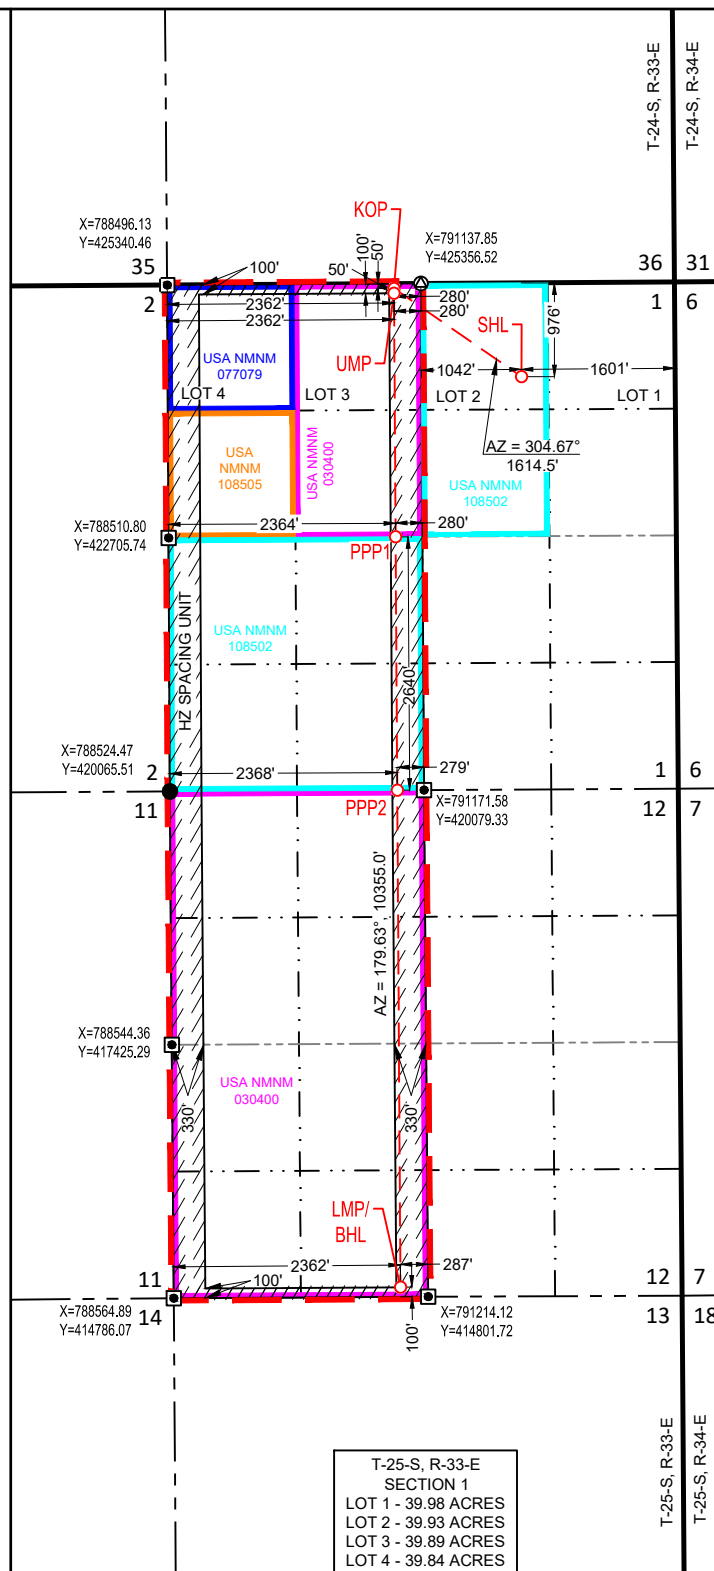 T-24-S, R-33-E
T-24-S, R-34-E
KOP
X=788496.13
Y=425340.46
X=791137.85
Y=425356.52
100'
50'
35
100'
50'
36
31
2
2362'
280'
1
6
2362'
280'
976'
SHL
UMP
USA NMNM
077079
1042'
1601'
LOT 4
LOT 3
LOT 2
LOT 1
USA NMNM
030400
AZ = 304.67°
1614.5'
USA
NMNM
108505
USA NMNM
108502
X=788510.80
Y=422705.74
2364'
280'
PPP1
HZ SPACING UNIT
USA NMNM
108502
2640'
X=788524.47
Y=420065.51
2
2368'
279'
1
6
11
PPP2
X=791171.58
Y=420079.33
12
7
AZ = 179.63°, 10355.0'
X=788544.36
Y=417425.29
USA NMNM
030400
330'
330'
LMP/
BHL
2362'
287'
11
100'
12
7
X=788564.89
Y=414786.07
14
100'
X=791214.12
Y=414801.72
13
18
T-25-S, R-33-E
T-25-S, R-34-E
T-25-S, R-33-E
SECTION 1
LOT 1 - 39.98 ACRES
LOT 2 - 39.93 ACRES
LOT 3 - 39.89 ACRES
LOT 4 - 39.84 ACRES